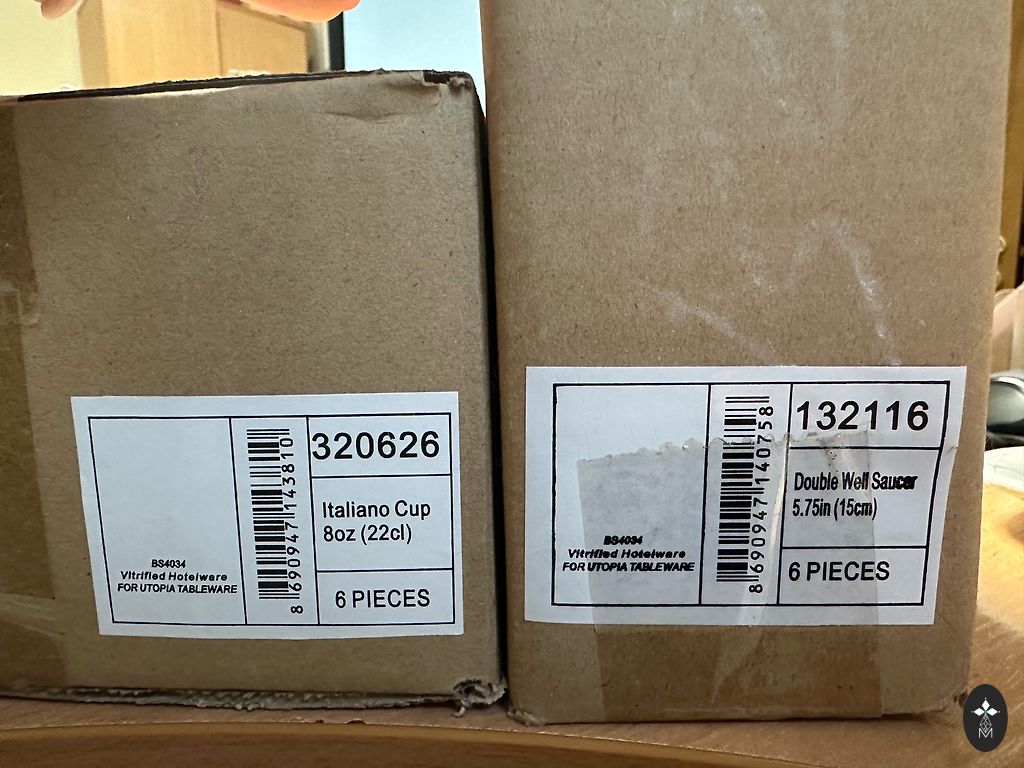 BS4034
Vitrified Hotelware
FOR UTOPIA TABLEWARE
8 690947 143810
320626
Italiano Cup
8oz (22cl)
6 PIECES
BS4034
Vitrified Hotelware
FOR UTOPIA TABLEWARE
8 690947 140758
132116
Double Well Saucer
5.75in (15cm)
6 PIECES
M